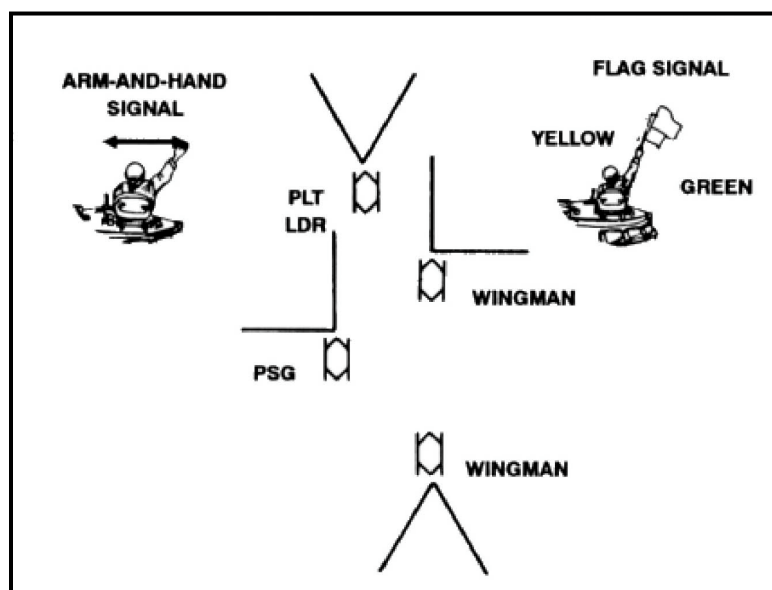 ARM-AND-HAND
SIGNAL
FLAG SIGNAL
YELLOW
GREEN
PLT
LDR
WINGMAN
PSG
WINGMAN